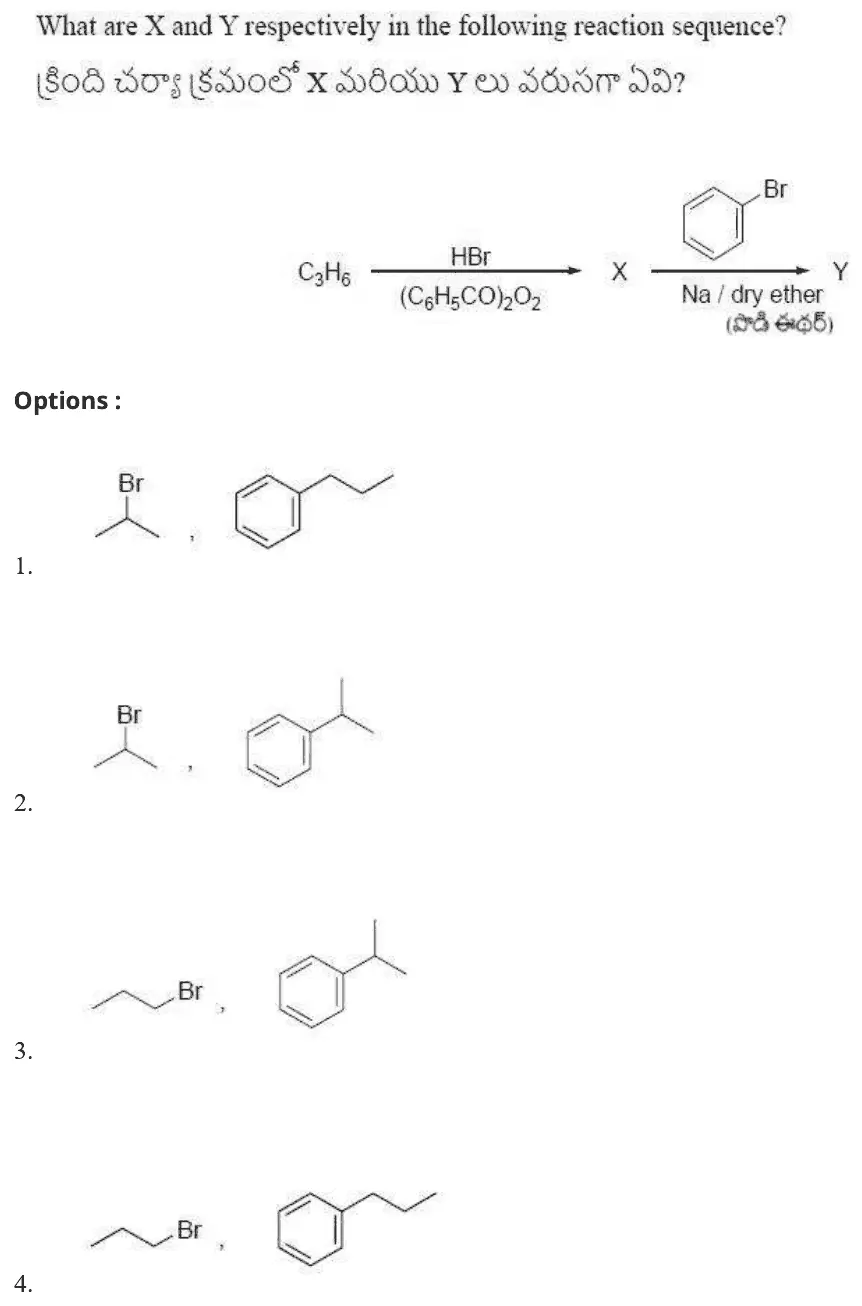 What are X and Y respectively in the following reaction sequence?
క్రింది చర్యా క్రమంలో X మరియు Y లు వరుసగా ఏవి?
Br
C₃H₆ HBr X Y
(C₆H₅CO)₂O₂ Na / dry ether
(పొడి ఈథర్)
Options :
Br
,
1.
Br
,
2.
Br ,
3.
Br ,
4.